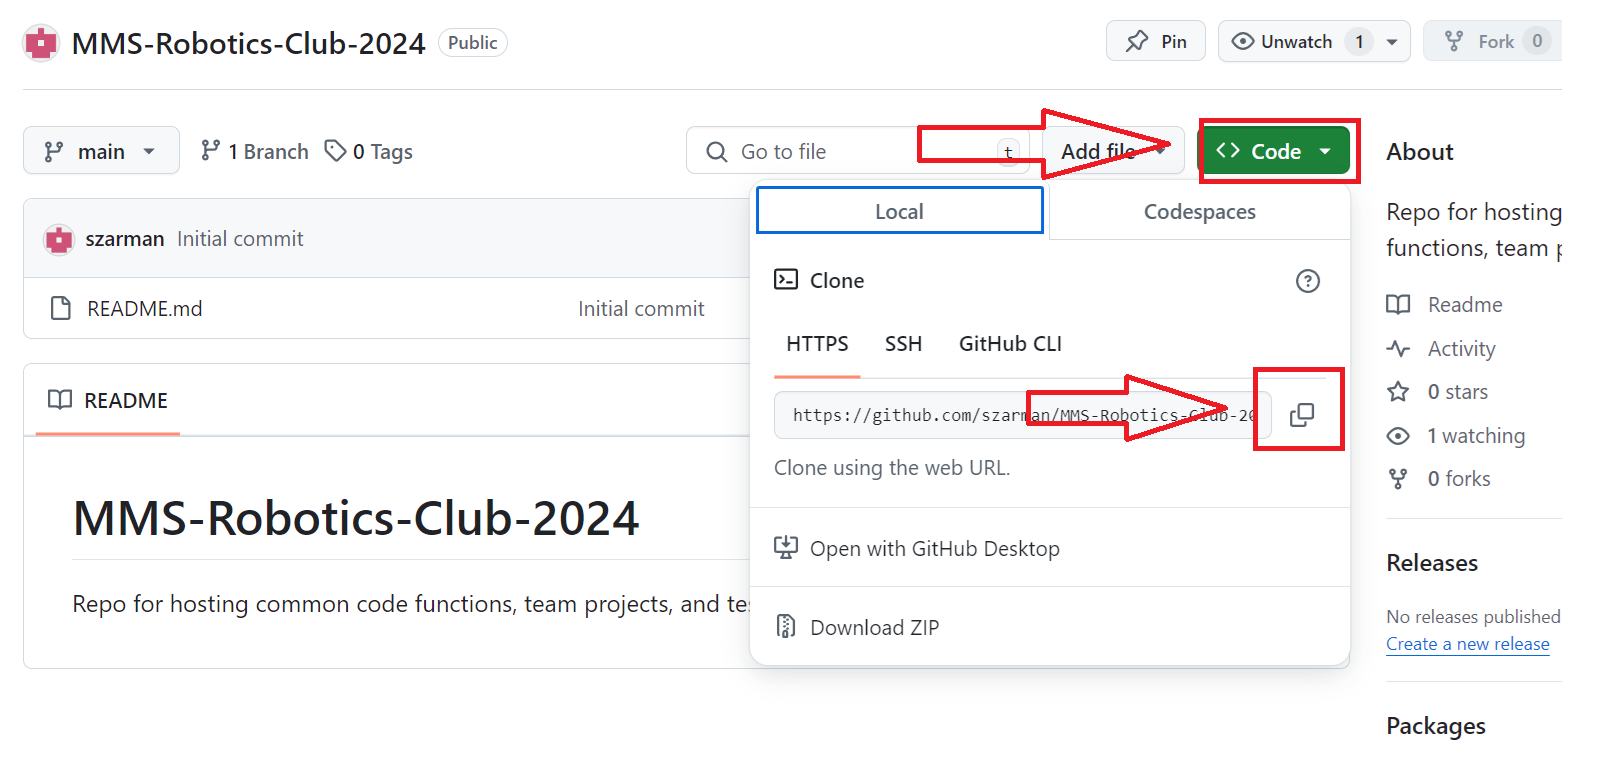 MMS-Robotics-Club-2024 Public Pin Unwatch 1 Fork 0
main 1 Branch 0 Tags Go to file t Add file Code
About
Local Codespaces
Repo for hosting
functions, team p
szarman Initial commit
Clone
README.md Initial commit
Readme
HTTPS SSH GitHub CLI
Activity
README
0 stars
https://github.com/szarman/MMS-Robotics-Club-20
1 watching
Clone using the web URL.
0 forks
MMS-Robotics-Club-2024
Open with GitHub Desktop
Releases
Repo for hosting common code functions, team projects, and te
No releases published
Download ZIP
Create a new release
Packages